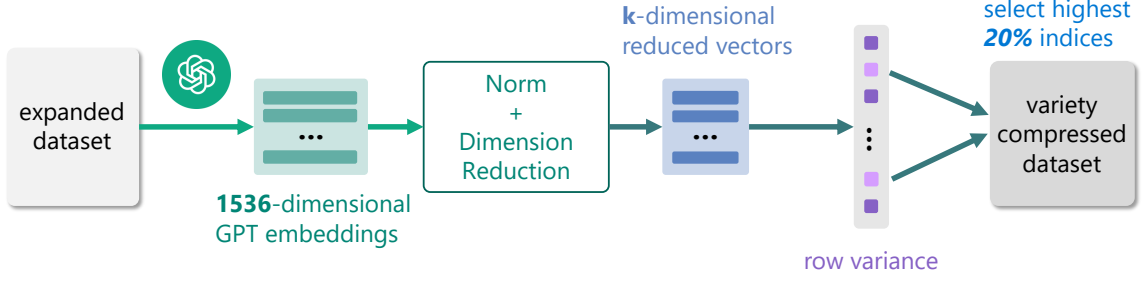 expanded
dataset
1536-dimensional
GPT embeddings
Norm
+
Dimension
Reduction
k-dimensional
reduced vectors
row variance
select highest
20% indices
variety
compressed
dataset